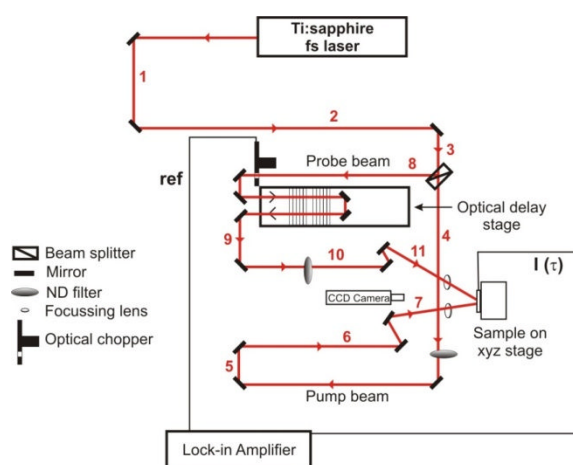 Ti:sapphire
fs laser
1
2
3
Probe beam
8
ref
Optical delay
stage
4
9
10
11
I (τ)
CCD Camera
7
Sample on
xyz stage
6
5
Pump beam
Beam splitter
Mirror
ND filter
Focussing lens
Optical chopper
Lock-in Amplifier